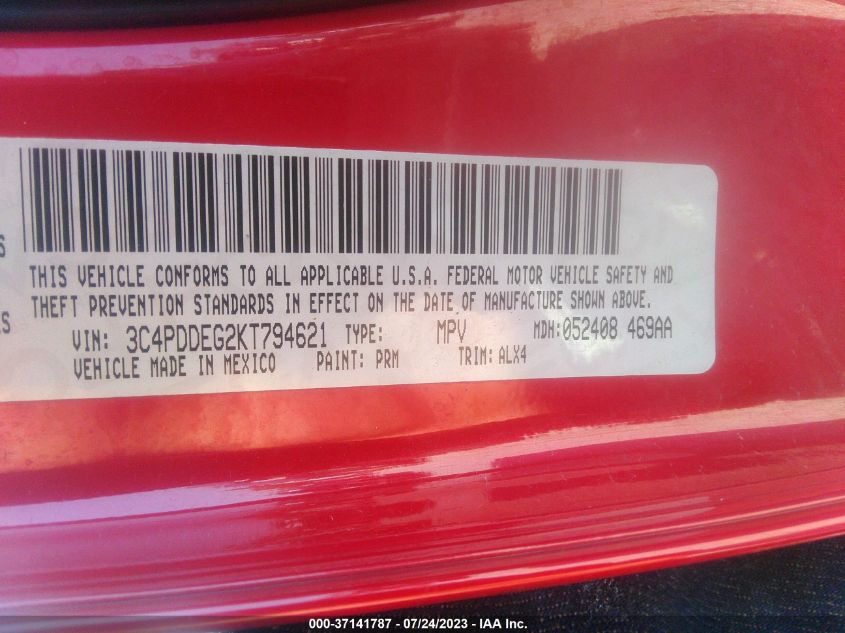 S
THIS VEHICLE CONFORMS TO ALL APPLICABLE U.S.A. FEDERAL MOTOR VEHICLE SAFETY AND
ES THEFT PREVENTION STANDARDS IN EFFECT ON THE DATE OF MANUFACTURE SHOWN ABOVE.
VIN: 3C4PDDEG2KT794621 TYPE: MPV MDH:052408 469AA
VEHICLE MADE IN MEXICO PAINT: PRM TRIM: ALX4
000-37141787 - 07/24/2023 - IAA Inc.